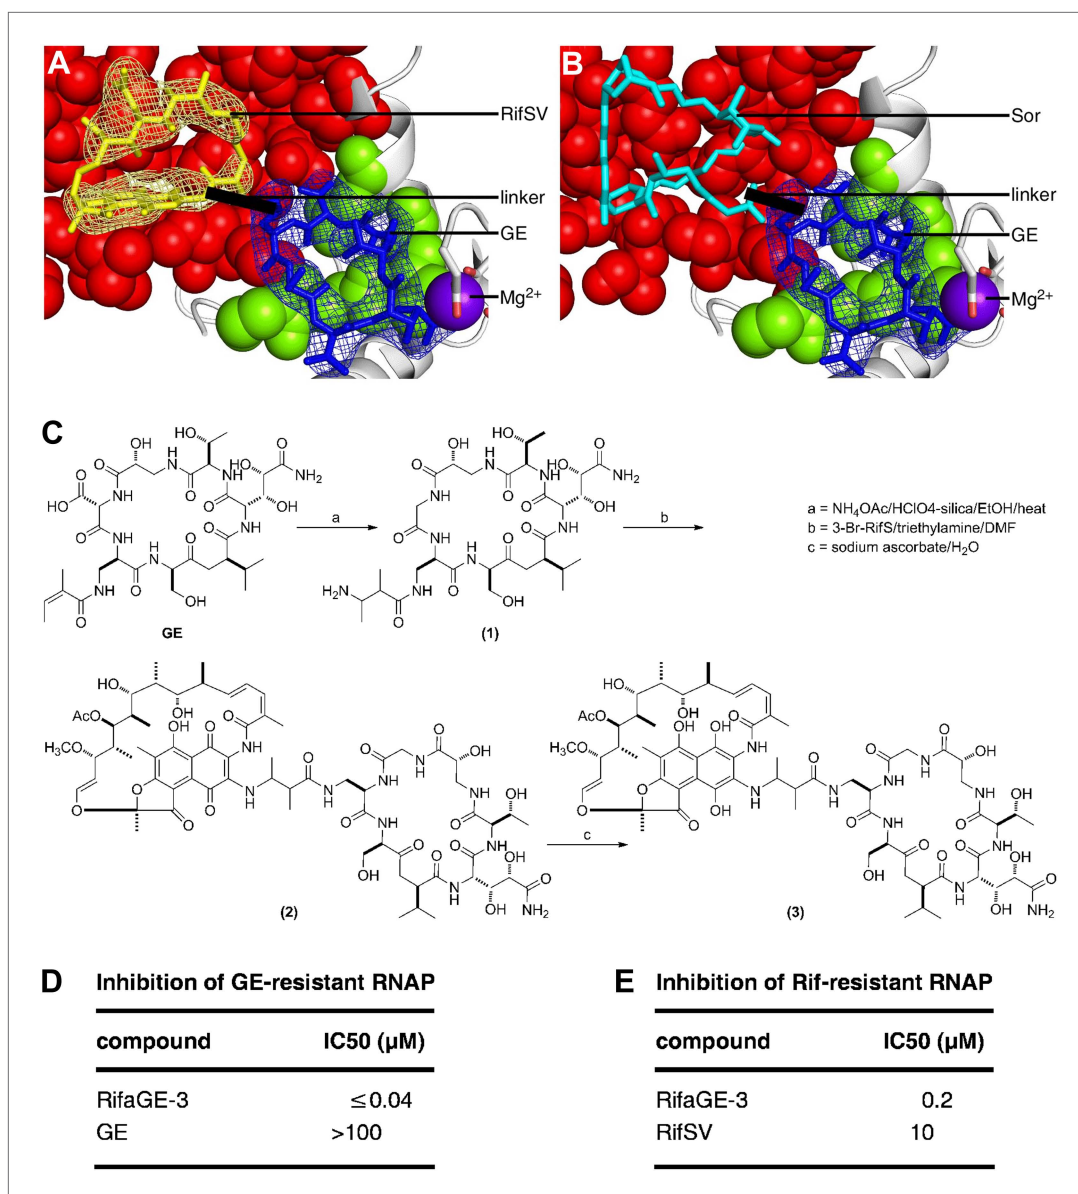 A
RifSV
linker
GE
Mg2+
B
Sor
linker
GE
Mg2+
C
GE
a
(1)
b
a = NH4OAc/HClO4-silica/EtOH/heat
b = 3-Br-RifS/triethylamine/DMF
c = sodium ascorbate/H2O
(2)
c
(3)
D Inhibition of GE-resistant RNAP
compound IC50 (µM)
RifaGE-3 ≤0.04
GE >100
E Inhibition of Rif-resistant RNAP
compound IC50 (µM)
RifaGE-3 0.2
RifSV 10